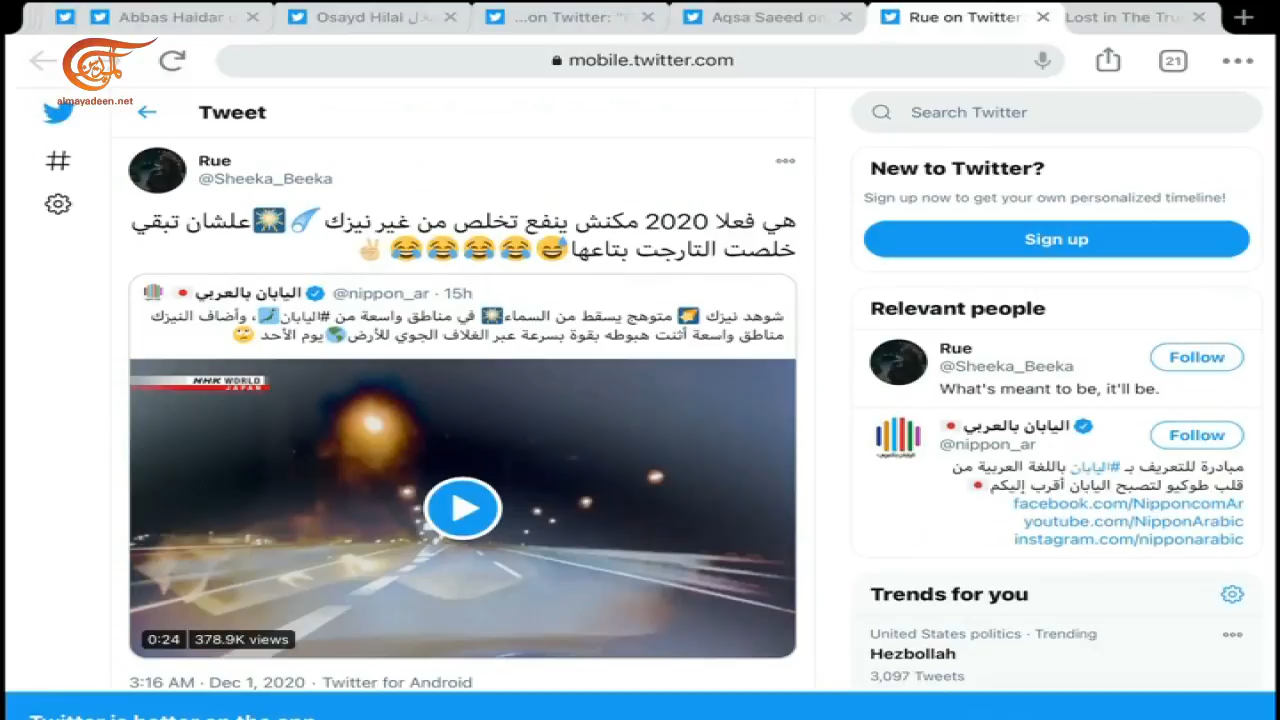 Abbas Haidar
Osayd Hilal
...on Twitter: "
Aqsa Saeed on
Rue on Twitter:
Lost in The Tru
الميادين
almayadeen.net
mobile.twitter.com
21
Tweet
Search Twitter
Rue
@Sheeka_Beeka
هي فعلا 2020 مكنش ينفع تخلص من غير نيزك ☄️🎇علشان تبقي
خلصت التارجت بتاعها😅😂😂😂😂✌🏻
اليابان بالعربي @nippon_ar · 15h
شوهد نيزك 🌠 متوهج يسقط من السماء🎇 في مناطق واسعة من #اليابان🗾، وأضاف النيزك
مناطق واسعة أثنت هبوطه بقوة بسرعة عبر الغلاف الجوي للأرض🌎يوم الأحد 🙄
NHK WORLD
JAPAN
0:24
378.9K views
3:16 AM · Dec 1, 2020 · Twitter for Android
New to Twitter?
Sign up now to get your own personalized timeline!
Sign up
Relevant people
Rue
@Sheeka_Beeka
Follow
What's meant to be, it'll be.
اليابان بالعربي
@nippon_ar
Follow
مبادرة للتعريف بـ #اليابان باللغة العربية من
قلب طوكيو لتصبح اليابان أقرب إليكم
facebook.com/NipponcomAr
youtube.com/NipponArabic
instagram.com/nipponarabic
Trends for you
United States politics · Trending
Hezbollah
3,097 Tweets
Twitter is better on the app